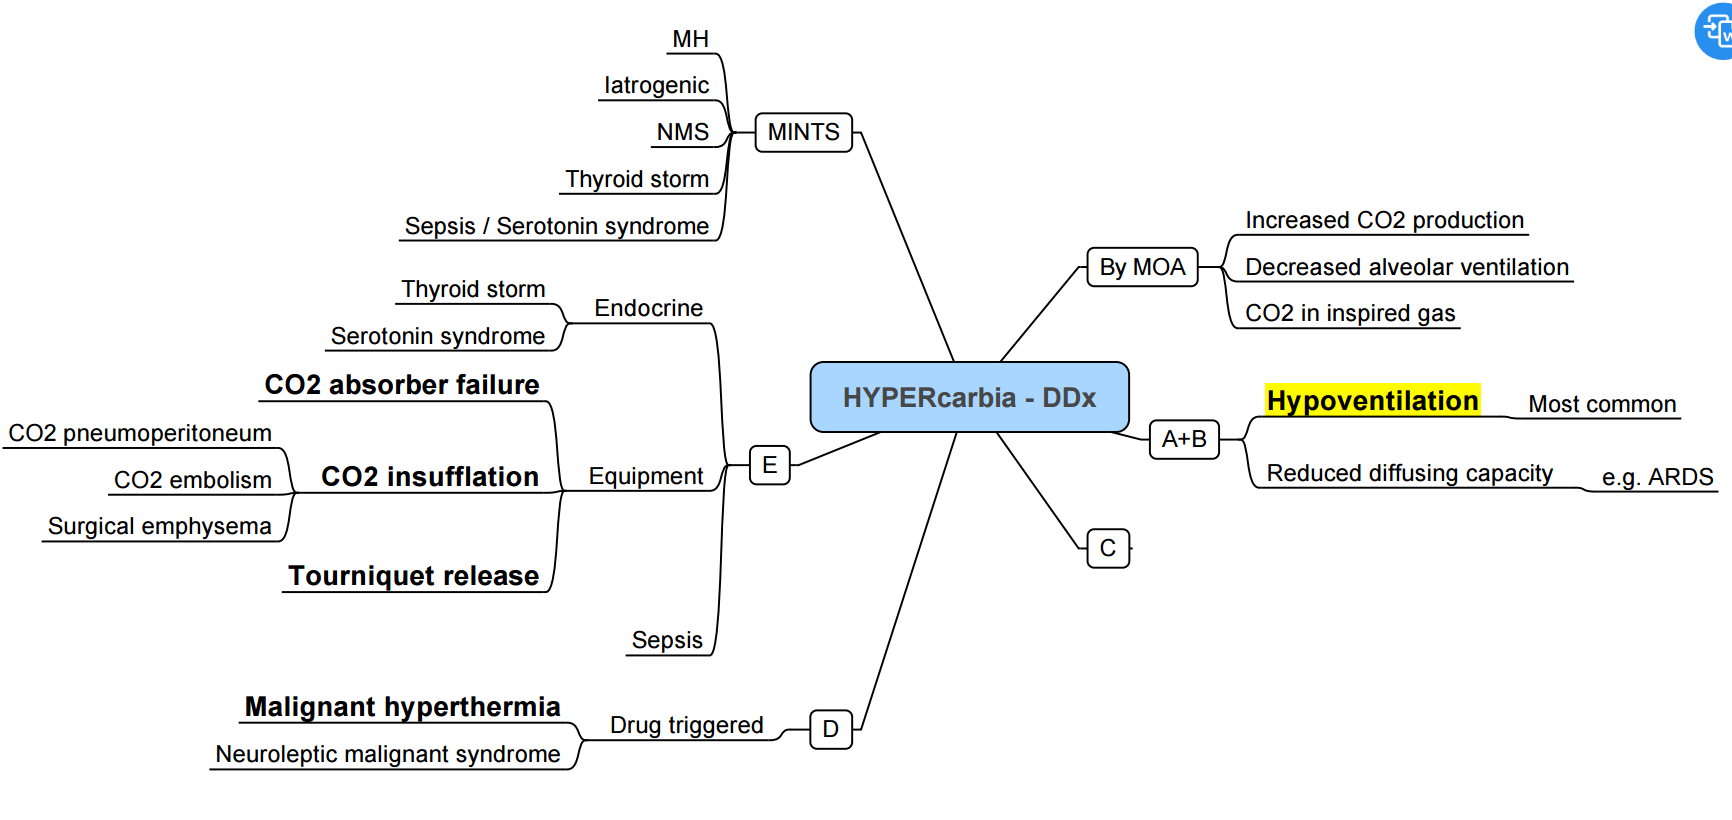 MH
Iatrogenic
NMS
Thyroid storm
Sepsis / Serotonin syndrome
MINTS
Thyroid storm
Serotonin syndrome
Endocrine
CO2 absorber failure
CO2 pneumoperitoneum
CO2 embolism
Surgical emphysema
CO2 insufflation
Tourniquet release
Equipment
Sepsis
E
Malignant hyperthermia
Neuroleptic malignant syndrome
Drug triggered
D
HYPERcarbia - DDx
By MOA
Increased CO2 production
Decreased alveolar ventilation
CO2 in inspired gas
A+B
Hypoventilation
Most common
Reduced diffusing capacity
e.g. ARDS
C